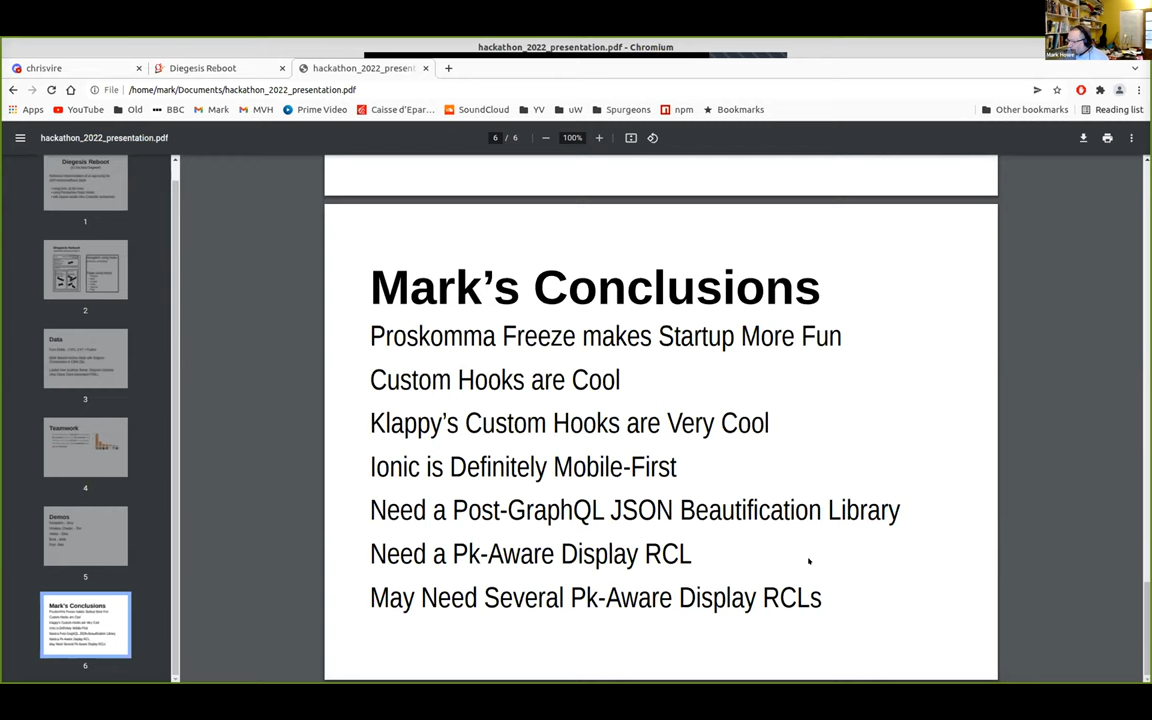 hackathon_2022_presentation.pdf - Chromium
Mark Howe
chrisvire
Diegesis Reboot
hackathon_2022_present
File
/home/mark/Documents/hackathon_2022_presentation.pdf
Apps YouTube Old BBC Mark MVH Prime Video Caisse d'Epar... SoundCloud YV uW Spurgeons npm Bookmarks Other bookmarks Reading list
hackathon_2022_presentation.pdf
6 / 6
100%
Diegesis Reboot
1
2
Data
3
Teamwork
4
Demos
5
Mark's Conclusions
6
Mark’s Conclusions
Proskomma Freeze makes Startup More Fun
Custom Hooks are Cool
Klappy’s Custom Hooks are Very Cool
Ionic is Definitely Mobile-First
Need a Post-GraphQL JSON Beautification Library
Need a Pk-Aware Display RCL
May Need Several Pk-Aware Display RCLs